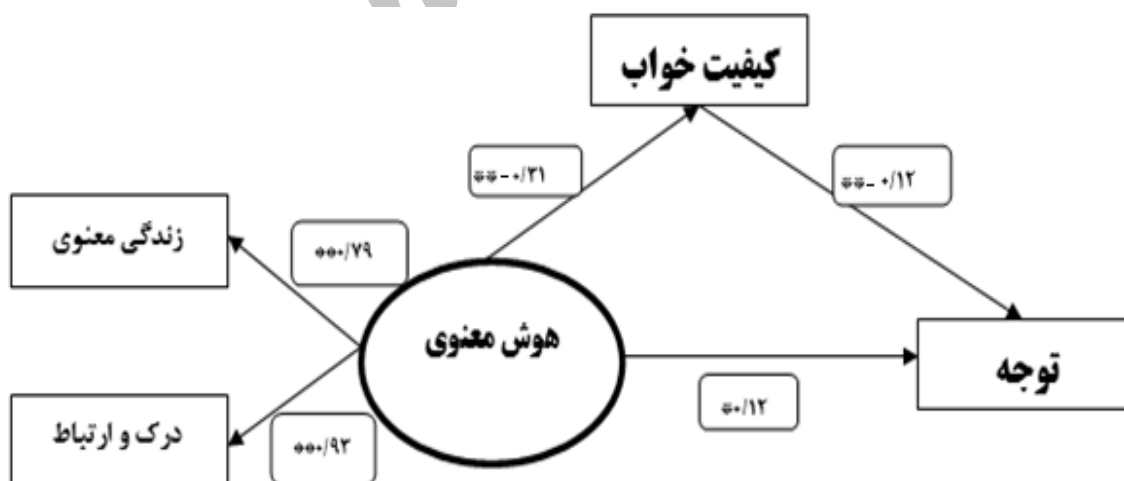 کیفیت خواب
**-۰/۳۱
**-۰/۱۲
زندگی معنوی
**۰/۷۹
هوش معنوی
توجه
*۰/۱۲
درک و ارتباط
**۰/۹۳